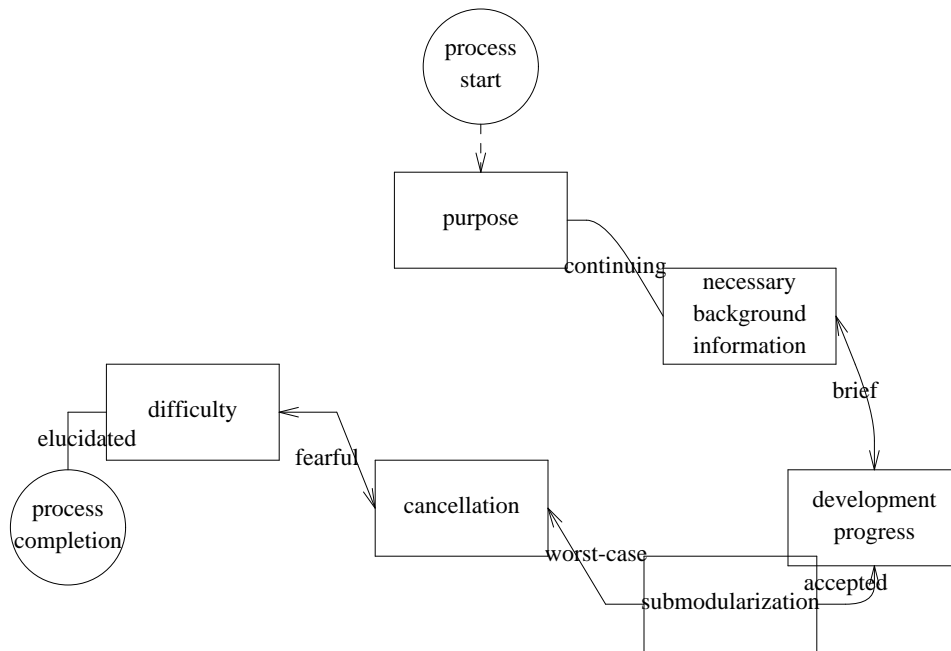 process
start
purpose
continuing
necessary
background
information
brief
difficulty
elucidated
fearful
process
completion
cancellation
development
progress
worst-case
accepted
submodularization